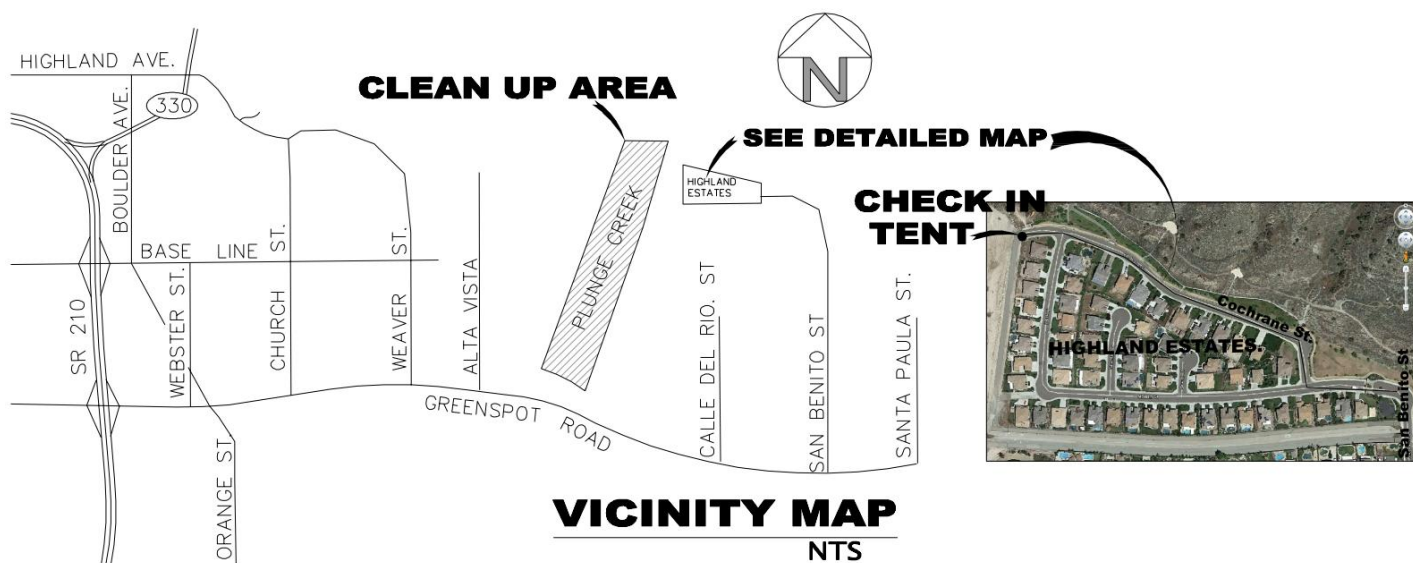 HIGHLAND AVE.
BOULDER AVE.
330
CLEAN UP AREA
N
SEE DETAILED MAP
HIGHLAND
ESTATES
CHECK IN
TENT
BASE LINE
SR 210
WEBSTER ST.
CHURCH ST.
WEAVER ST.
ALTA VISTA
PLUNGE CREEK
CALLE DEL RIO. ST
SAN BENITO ST
SANTA PAULA ST.
Cochrane St.
HIGHLAND ESTATES.
San Benito St
GREENSPOT ROAD
ORANGE ST
VICINITY MAP
NTS